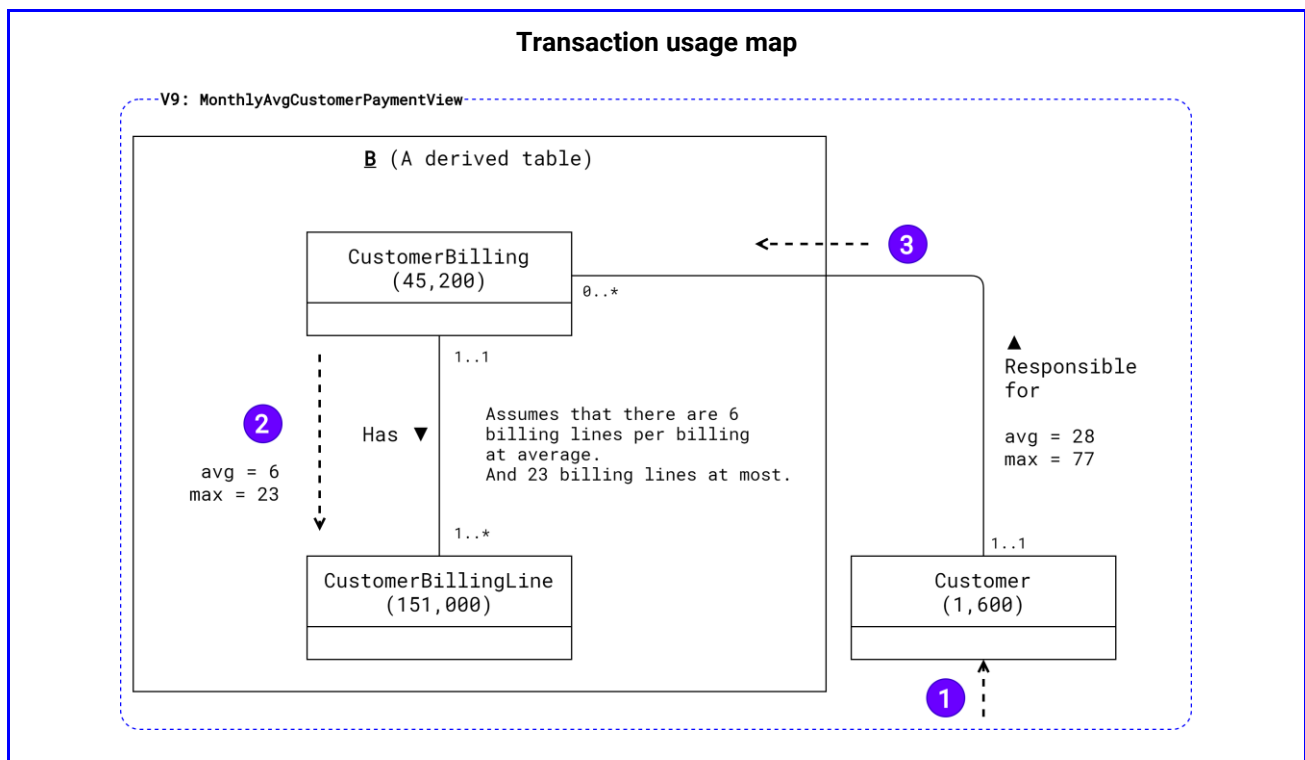 Transaction usage map
V9: MonthlyAvgCustomerPaymentView
B (A derived table)
CustomerBilling
(45,200)
3
0..*
1..1
▲
Responsible
for
avg = 28
max = 77
2
avg = 6
max = 23
Has ▼
Assumes that there are 6
billing lines per billing
at average.
And 23 billing lines at most.
1..*
1..1
CustomerBillingLine
(151,000)
Customer
(1,600)
1